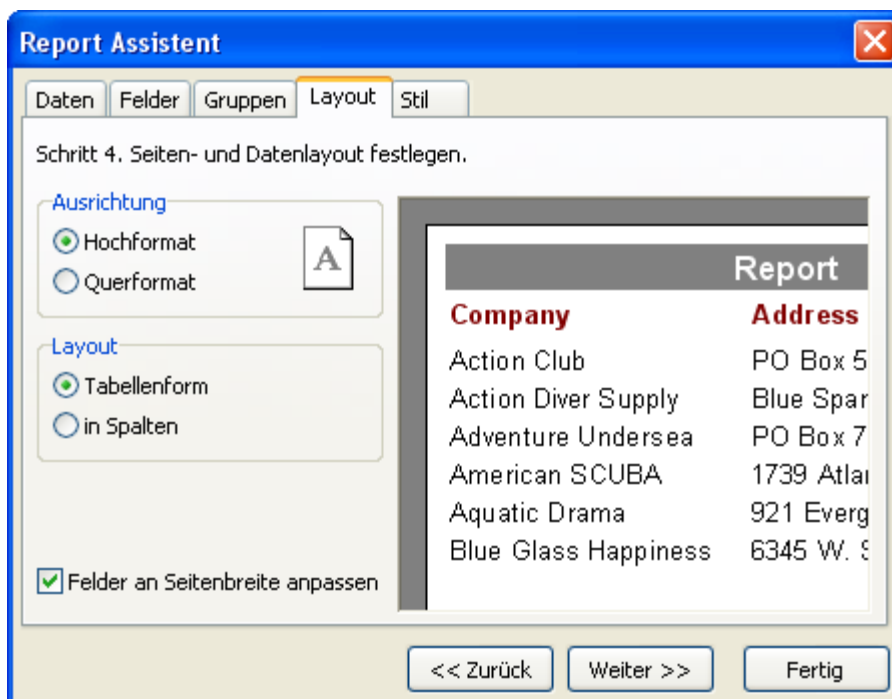 Report Assistent
Daten Felder Gruppen Layout Stil
Schritt 4. Seiten- und Datenlayout festlegen.
Ausrichtung
Hochformat
Querformat
A
Layout
Tabellenform
in Spalten
Felder an Seitenbreite anpassen
Report
Company Address
Action Club PO Box 5
Action Diver Supply Blue Spar
Adventure Undersea PO Box 7
American SCUBA 1739 Atla
Aquatic Drama 921 Everg
Blue Glass Happiness 6345 W. S
<< Zurück Weiter >> Fertig